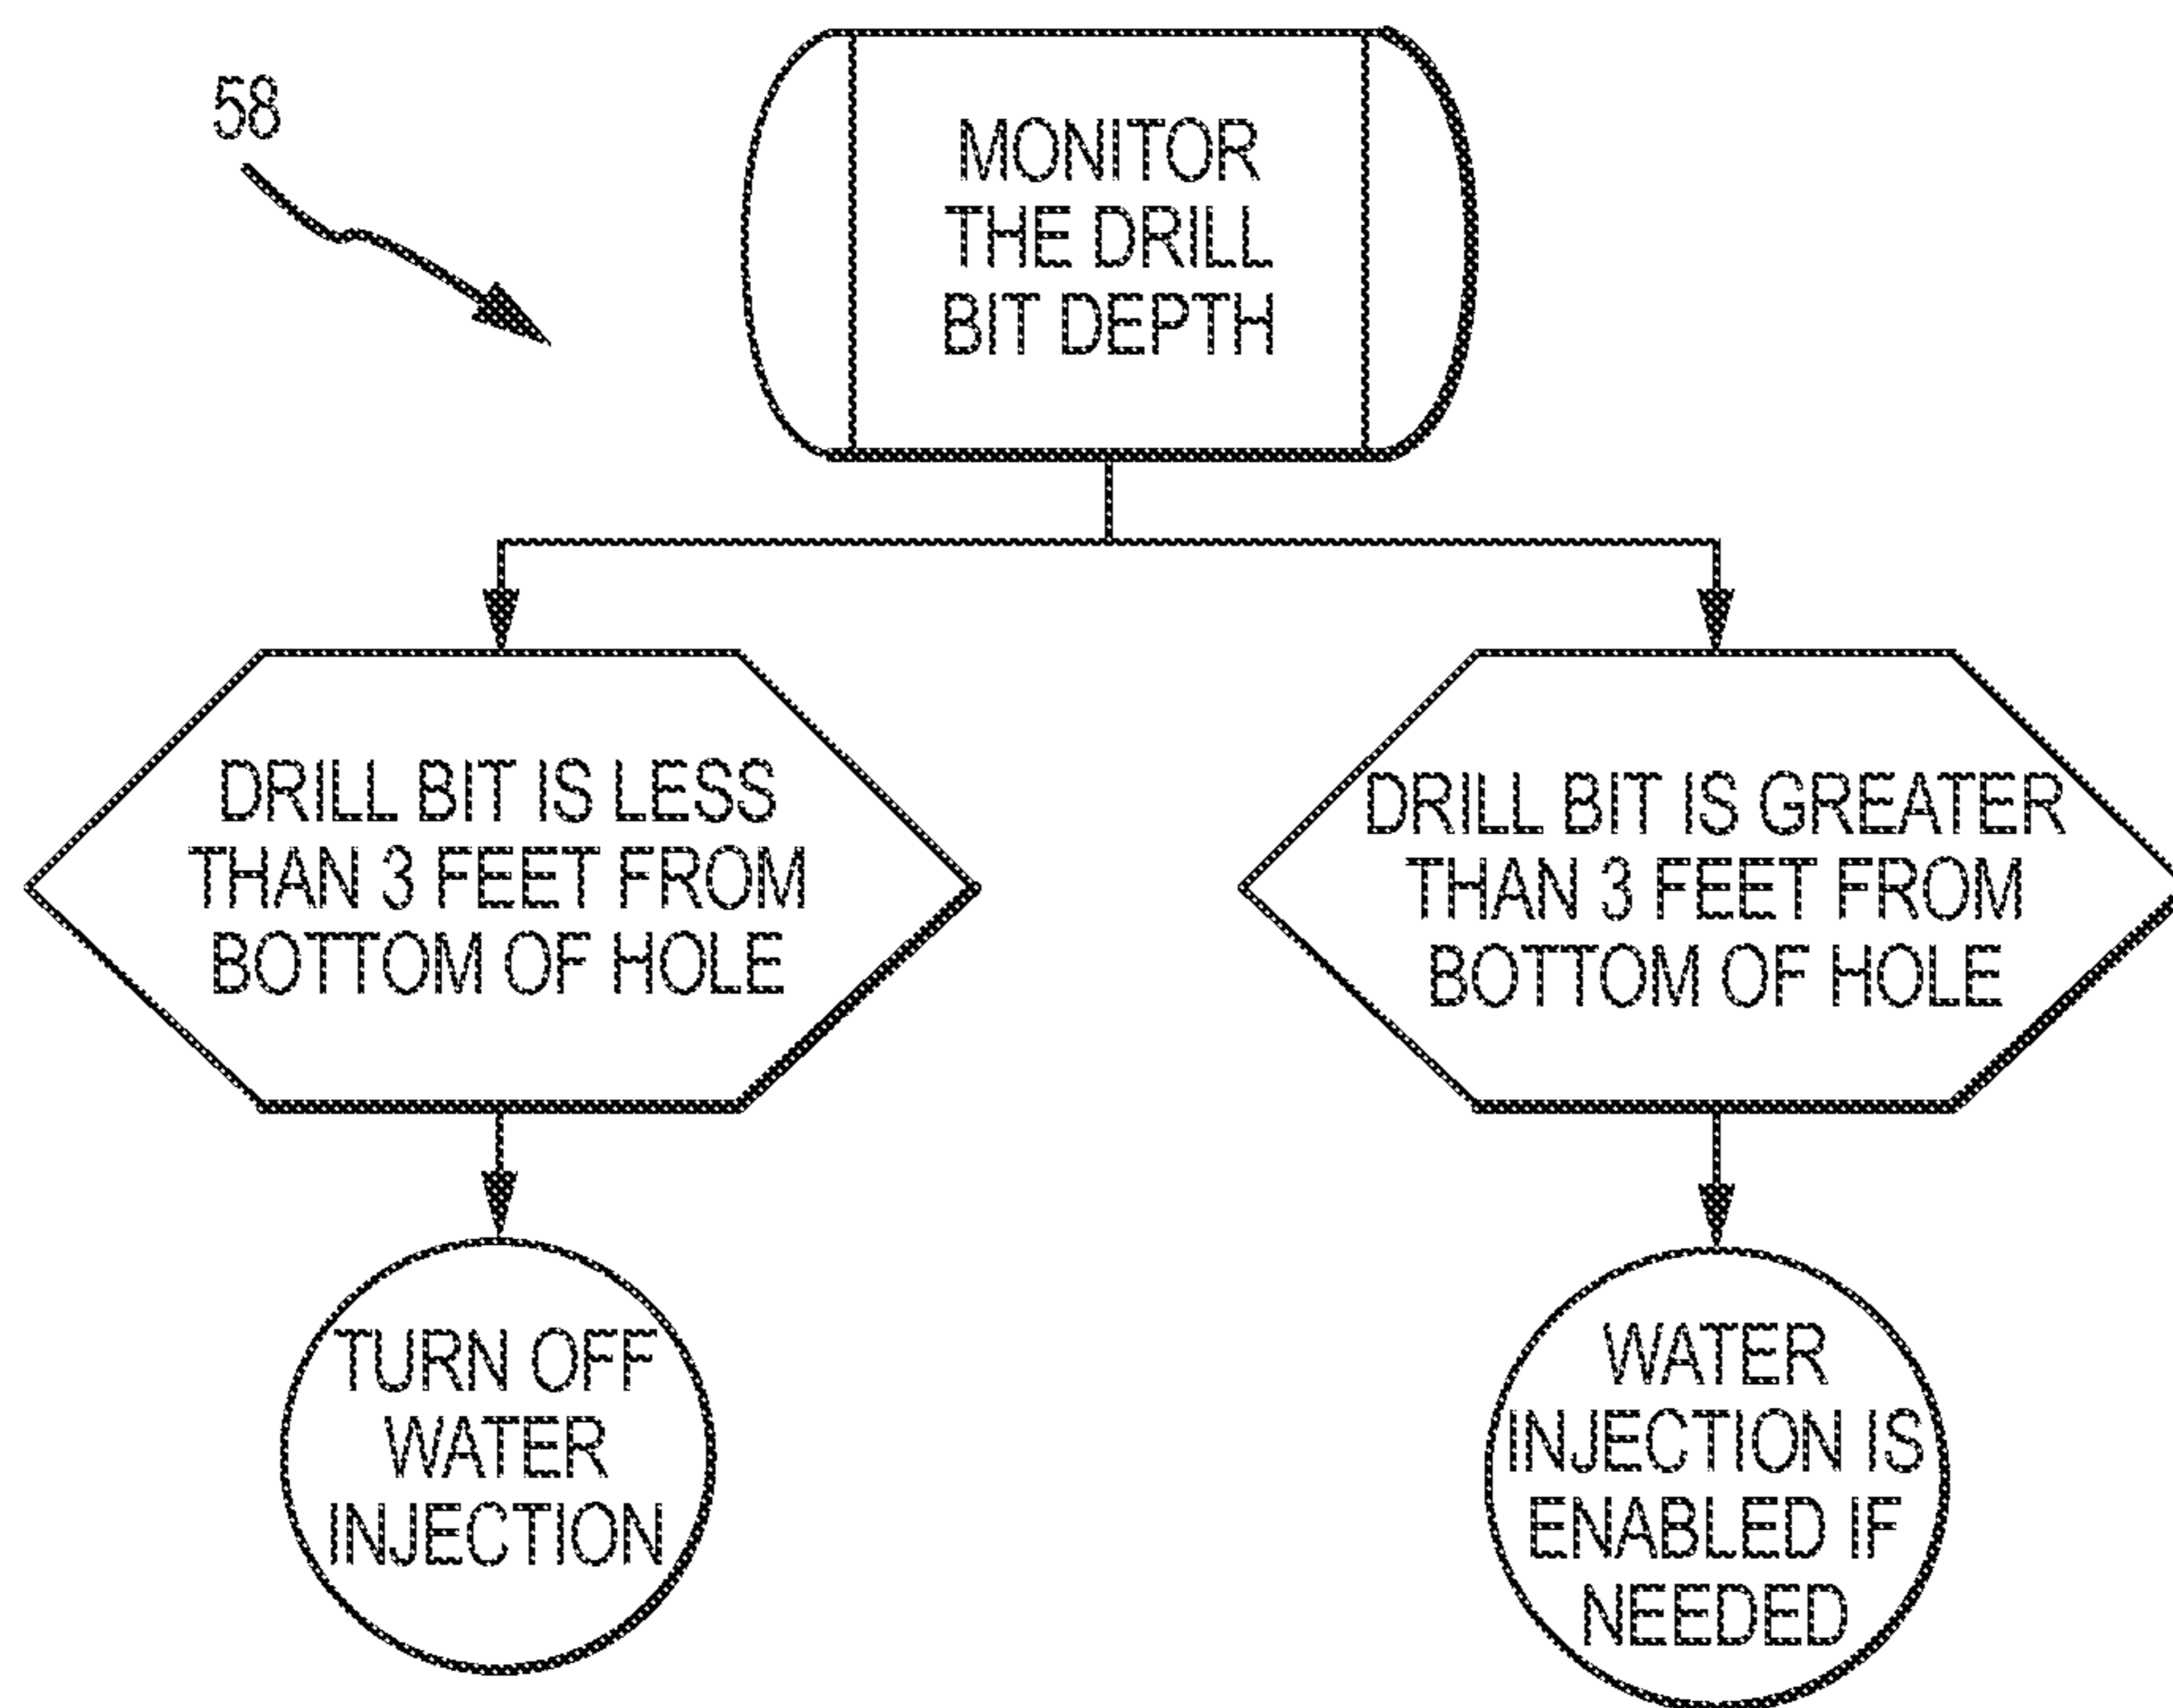 58
MONITOR
THE DRILL
BIT DEPTH
DRILL BIT IS LESS
THAN 3 FEET FROM
BOTTOM OF HOLE
DRILL BIT IS GREATER
THAN 3 FEET FROM
BOTTOM OF HOLE
TURN OFF
WATER
INJECTION
WATER
INJECTION IS
ENABLED IF
NEEDED